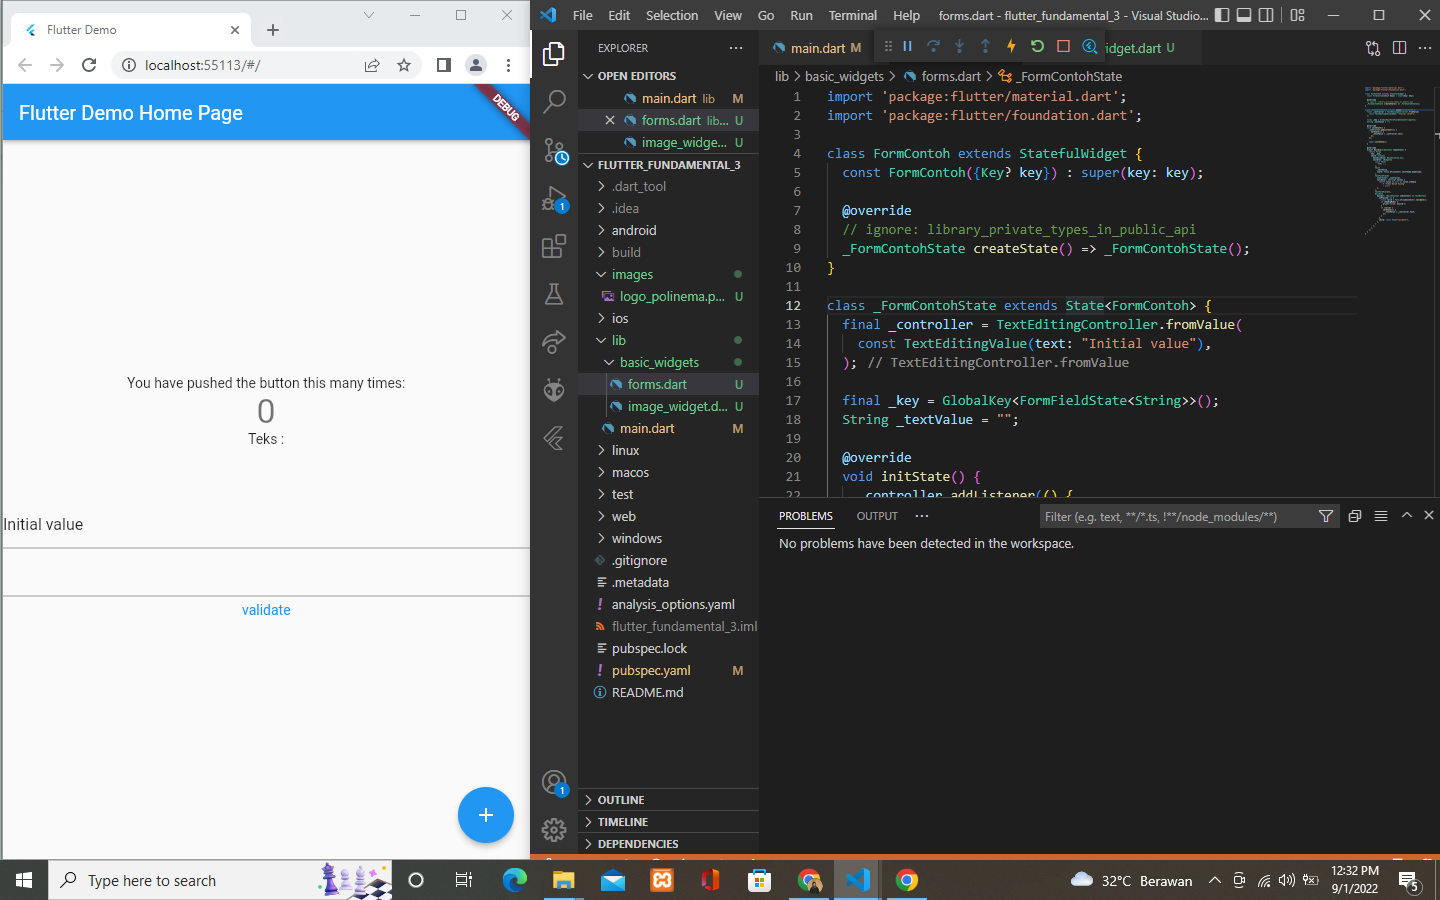 Flutter Demo
localhost:55113/#/
Flutter Demo Home Page
DEBUG
You have pushed the button this many times:
0
Teks :
Initial value
validate
File Edit Selection View Go Run Terminal Help forms.dart - flutter_fundamental_3 - Visual Studio...
EXPLORER
OPEN EDITORS
main.dart lib M
forms.dart lib... U
image_widge... U
FLUTTER_FUNDAMENTAL_3
.dart_tool
.idea
android
build
images
logo_polinema.p... U
ios
lib
basic_widgets
forms.dart U
image_widget.d... U
main.dart M
linux
macos
test
web
windows
.gitignore
.metadata
analysis_options.yaml
flutter_fundamental_3.iml
pubspec.lock
pubspec.yaml M
README.md
OUTLINE
TIMELINE
DEPENDENCIES
1
1
main.dart M
idget.dart U
lib > basic_widgets > forms.dart > _FormContohState
1 import 'package:flutter/material.dart';
2 import 'package:flutter/foundation.dart';
3
4 class FormContoh extends StatefulWidget {
5 const FormContoh({Key? key}) : super(key: key);
6
7 @override
8 // ignore: library_private_types_in_public_api
9 _FormContohState createState() => _FormContohState();
10 }
11
12 class _FormContohState extends State<FormContoh> {
13 final _controller = TextEditingController.fromValue(
14 const TextEditingValue(text: "Initial value"),
15 ); // TextEditingController.fromValue
16
17 final _key = GlobalKey<FormFieldState<String>>();
18 String _textValue = "";
19
20 @override
21 void initState() {
22 _controller.addListener(() {
PROBLEMS OUTPUT
Filter (e.g. text, **/*.ts, !**/node_modules/**)
No problems have been detected in the workspace.
Type here to search
32°C Berawan
12:32 PM
9/1/2022
5